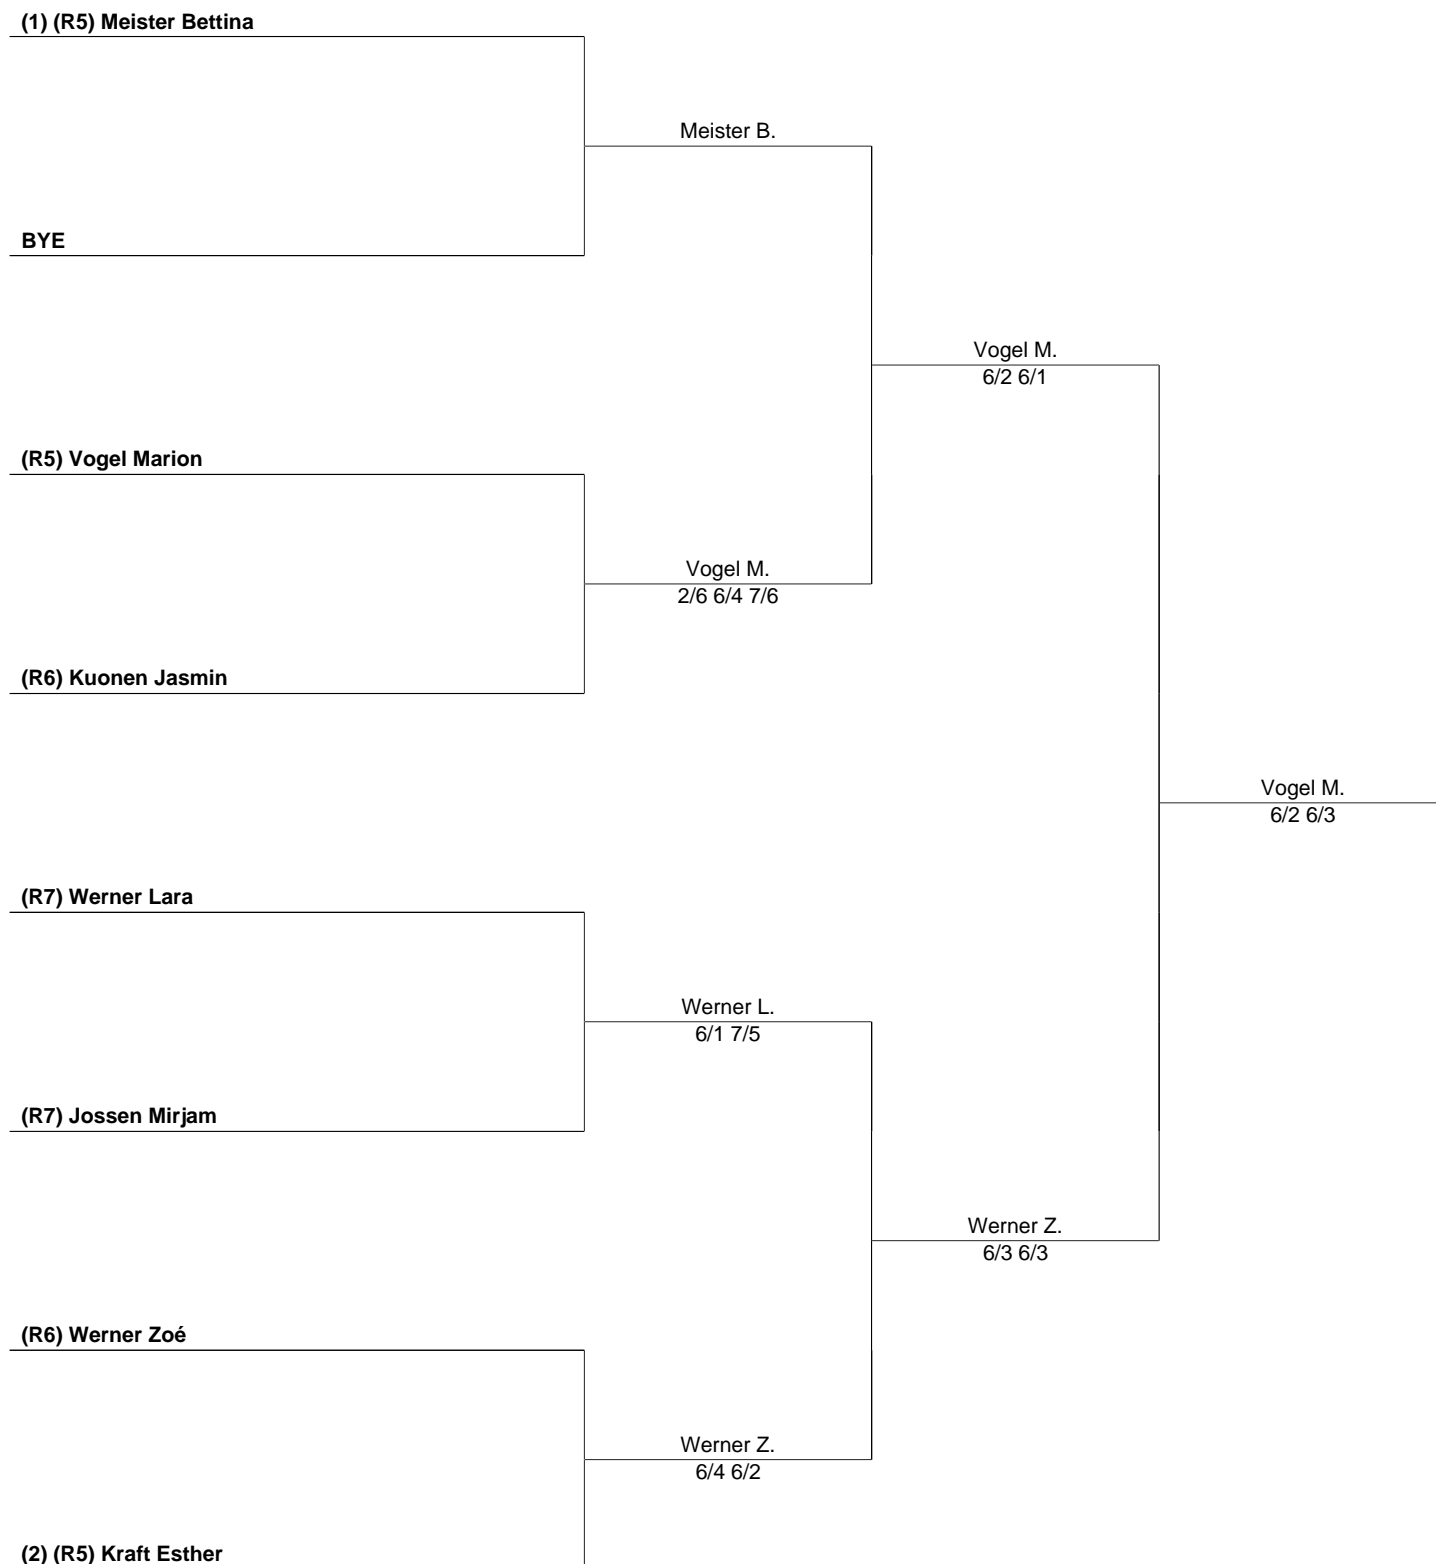 (1) (R5) Meister Bettina
Meister B.
BYE
Vogel M.
6/2 6/1
(R5) Vogel Marion
Vogel M.
2/6 6/4 7/6
(R6) Kuonen Jasmin
Vogel M.
6/2 6/3
(R7) Werner Lara
Werner L.
6/1 7/5
(R7) Jossen Mirjam
Werner Z.
6/3 6/3
(R6) Werner Zoé
Werner Z.
6/4 6/2
(2) (R5) Kraft Esther